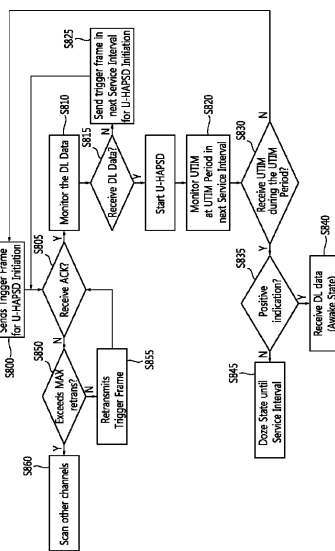 S800
Sends Trigger Frame
for U-HAPSD Initiation
S805
Receive ACK?
Y
N
S850
Exceeds MAX
retrans?
Y
N
S855
Retransmits
Trigger Frame
S860
Scan other channels
S810
Monitor the DL Data
S815
Receive DL Data?
N
Y
S825
Send trigger frame in
next Service Interval
for U-HAPSD Initiation
Start U-HAPSD
S820
Monitor UTIM
at UTIM Period in
next Service Interval
S830
Receive UTIM
during the UTIM
Period?
N
Y
S835
Positive
indication?
N
Y
S845
Doze State until
Service Interval
S840
Receive DL data
(Awake State)